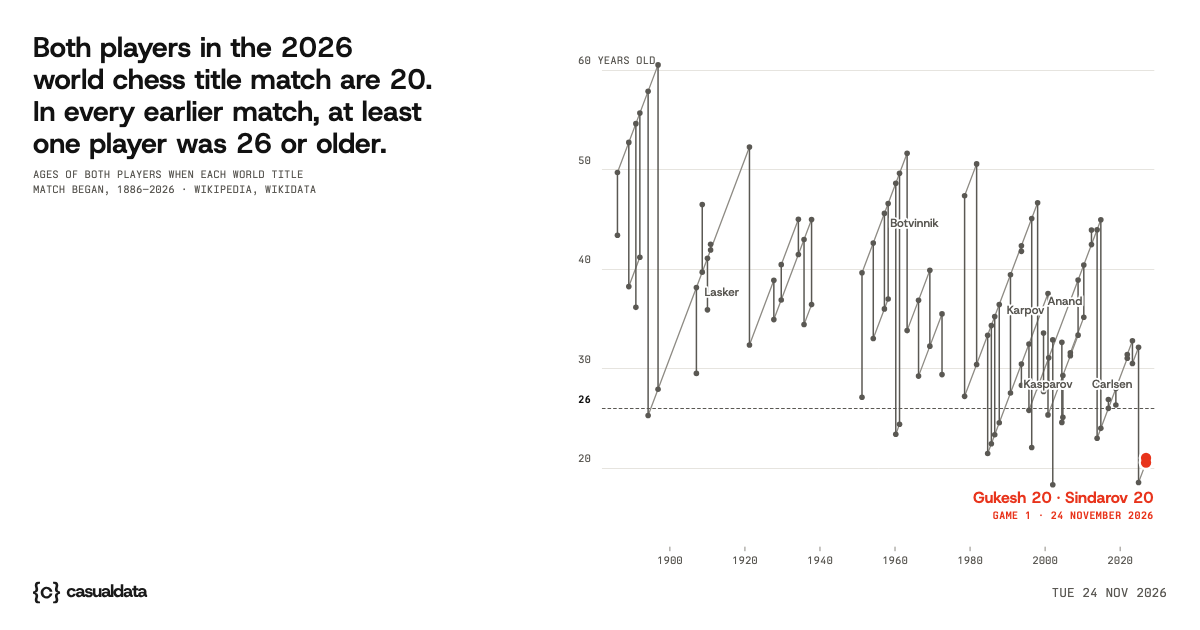 Both players in the 2026
world chess title match are 20.
In every earlier match, at least
one player was 26 or older.
AGES OF BOTH PLAYERS WHEN EACH WORLD TITLE
MATCH BEGAN, 1886–2026 · WIKIPEDIA, WIKIDATA
60 YEARS OLD
50
40
30
26
20
Botvinnik
Lasker
Anand
Karpov
Kasparov
Carlsen
Gukesh 20 · Sindarov 20
GAME 1 · 24 NOVEMBER 2026
1900
1920
1940
1960
1980
2000
2020
{c} casualdata
TUE 24 NOV 2026